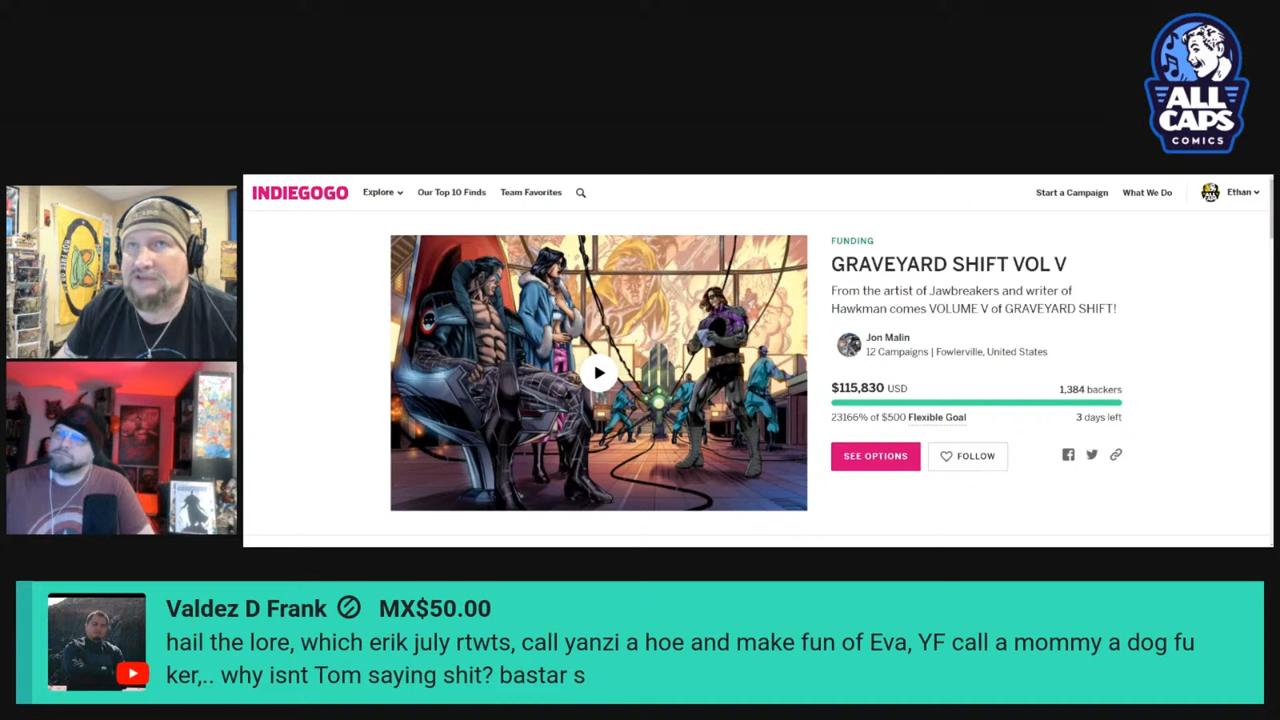 ALL
CAPS
COMICS
INDIEGOGO Explore Our Top 10 Finds Team Favorites Start a Campaign What We Do Ethan
FUNDING
GRAVEYARD SHIFT VOL V
From the artist of Jawbreakers and writer of
Hawkman comes VOLUME V of GRAVEYARD SHIFT!
Jon Malin
12 Campaigns | Fowlerville, United States
$115,830 USD 1,384 backers
23166% of $500 Flexible Goal 3 days left
SEE OPTIONS FOLLOW
Valdez D Frank MX$50.00
hail the lore, which erik july rtwts, call yanzi a hoe and make fun of Eva, YF call a mommy a dog fu
ker,.. why isnt Tom saying shit? bastar s